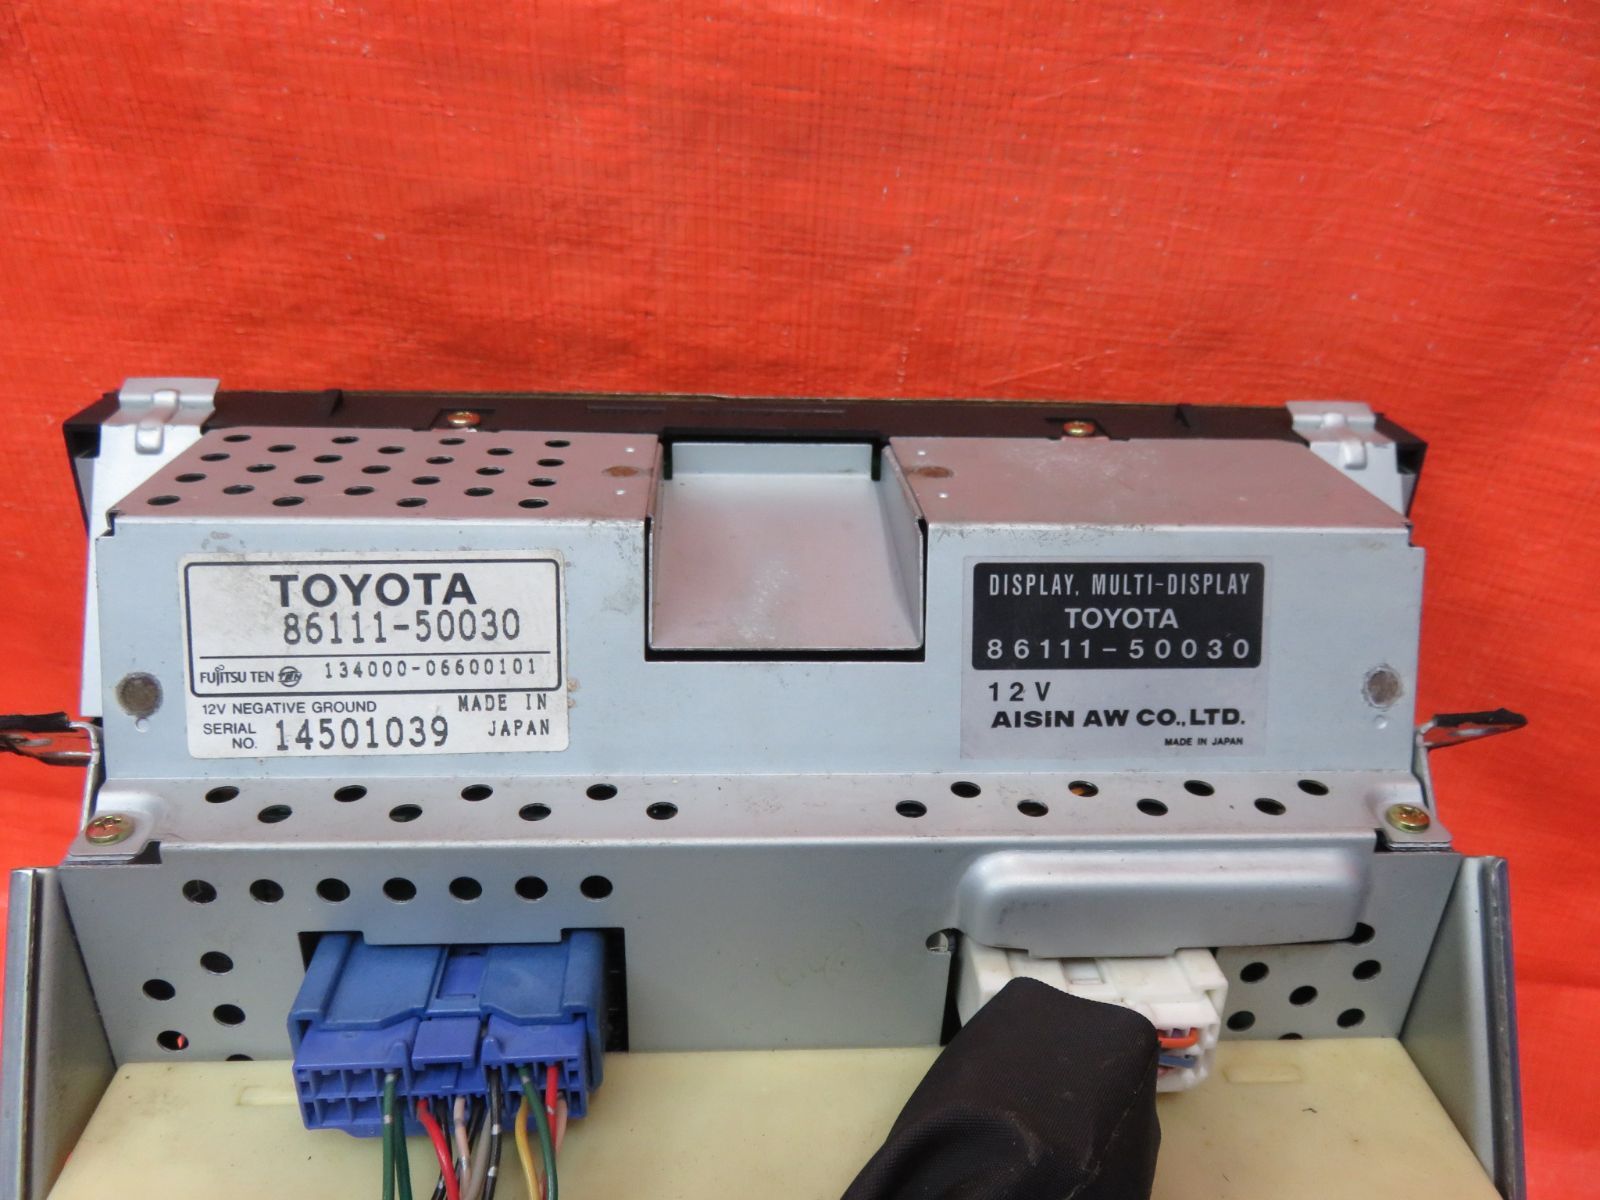 TOYOTA
86111-50030
FUJITSU TEN TEN 134000-06600101
12V NEGATIVE GROUND MADE IN
SERIAL NO. 14501039 JAPAN
DISPLAY, MULTI-DISPLAY
TOYOTA
86111-50030
12V
AISIN AW CO., LTD.
MADE IN JAPAN